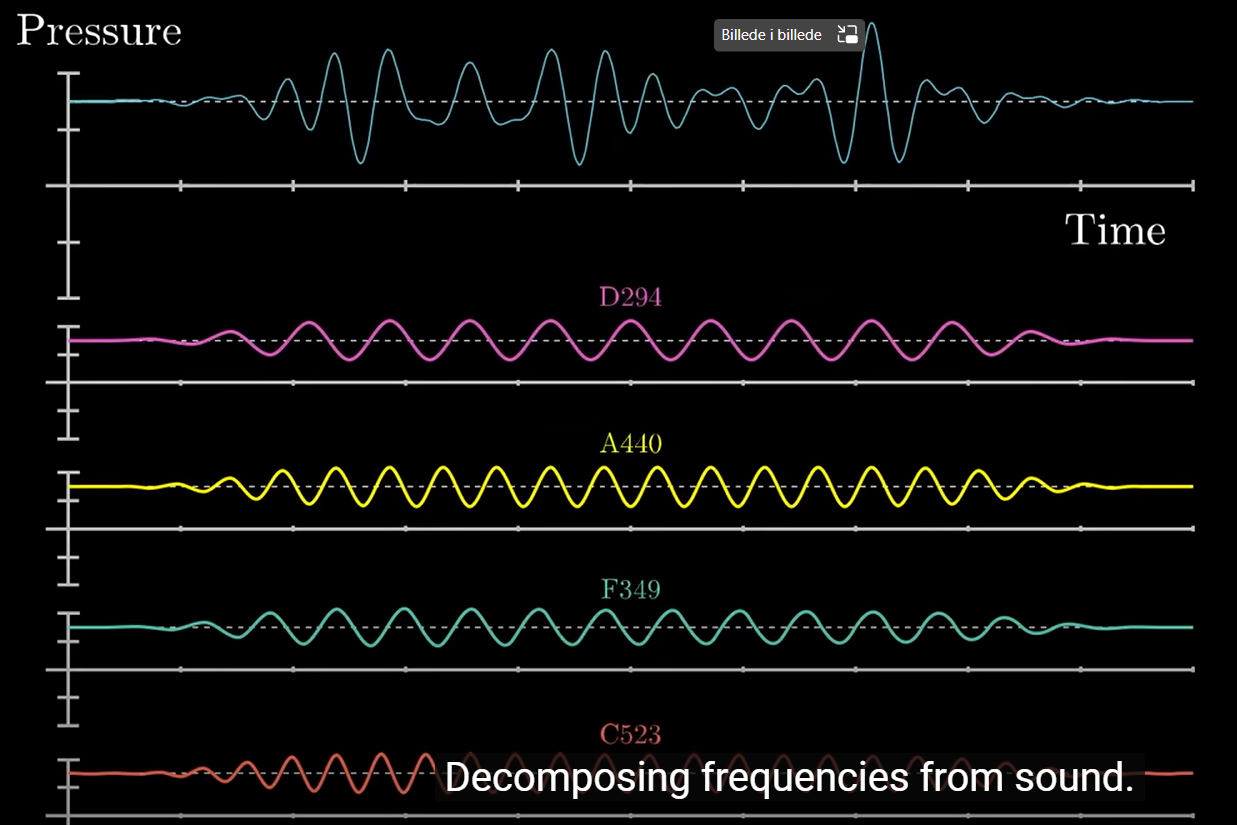 Pressure
Billede i billede
Time
D294
A440
F349
C523
Decomposing frequencies from sound.